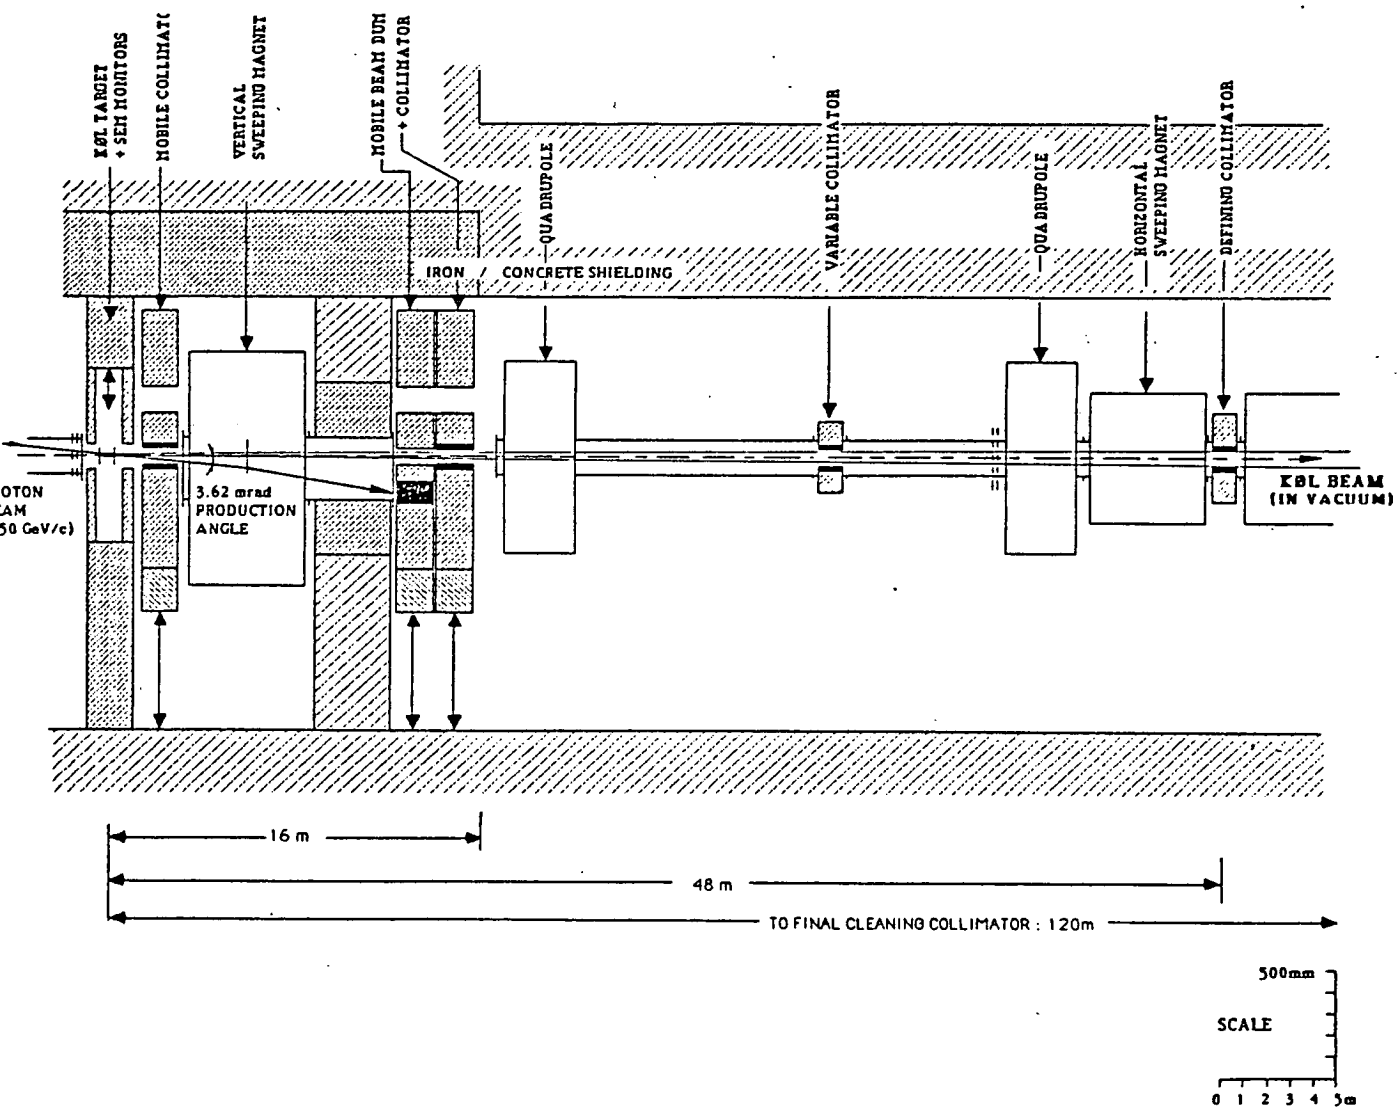 KØL TARGET
+ SEM MONITORS
MOBILE COLLIMATO
VERTICAL
SWEEPING MAGNET
MOBILE BEAM DUM
+ COLLIMATOR
QUADRUPOLE
VARIABLE COLLIMATOR
QUADRUPOLE
HORIZONTAL
SWEEPING MAGNET
DEFINING COLLIMATOR
IRON / CONCRETE SHIELDING
OTON
EAM
50 GeV/c)
3.62 mrad
PRODUCTION
ANGLE
KØL BEAM
(IN VACUUM)
16 m
48 m
TO FINAL CLEANING COLLIMATOR : 120m
500mm
SCALE
0 1 2 3 4 5m